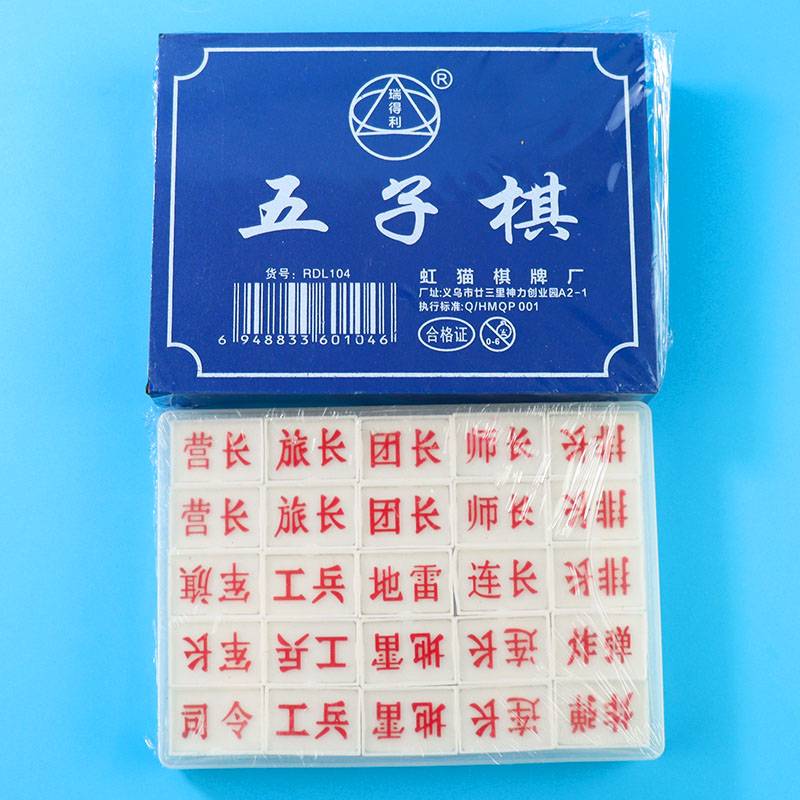 瑞得利
®
五子棋
货号：RDL104
6 948833 601046
虹猫棋牌厂
厂址:义乌市廿三里神力创业园A2-1
执行标准:Q/HMQP 001
合格证
0-6
营长 旅长 团长 师长 排长
营长 旅长 团长 师长 排长
军旗 工兵 地雷 连长 排长
军长 工兵 地雷 连长 炸弹
司令 工兵 地雷 连长 炸弹